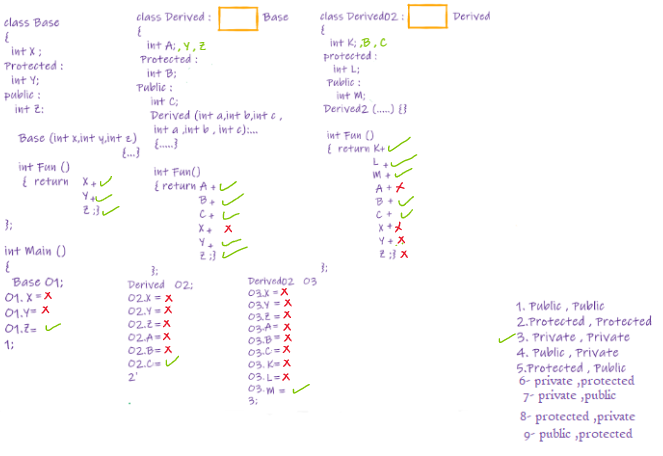 class Base
{
int X ;
Protected :
int Y;
public :
int Z;
Base (int x,int y,int z)
{...}
int Fun ()
{ return X +
Y +
Z ;}
};
int Main ()
{
Base O1;
O1. X =
O1.Y=
O1.Z=
1;
class Derived : Base
{
int A; , Y , Z
Protected :
int B;
Public :
int C;
Derived (int a,int b,int c ,
int a ,int b , int c):...
{.....}
int Fun()
{ return A +
B +
C +
X +
Y +
Z ;}
};
Derived O2;
O2.X =
O2.Y =
O2.Z =
O2.A=
O2.B=
O2.C=
2'
.
class Derived02 : Derived
{
int K; ,B , C
protected :
int L;
Public :
int M;
Derived2 (.....) {}
int Fun ()
{ return K+
L +
M +
A +
B +
C +
X +
Y +
Z ;}
};
Derived02 O3
O3.X =
O3.Y =
O3.Z =
O3.A=
O3.B=
O3.C=
O3. K=
O3. L=
O3. M =
3;
1. Public , Public
2.Protected , Protected
3. Private , Private
4. Public , Private
5.Protected , Public
6- private ,protected
7- private ,public
8- protected ,private
9- public ,protected